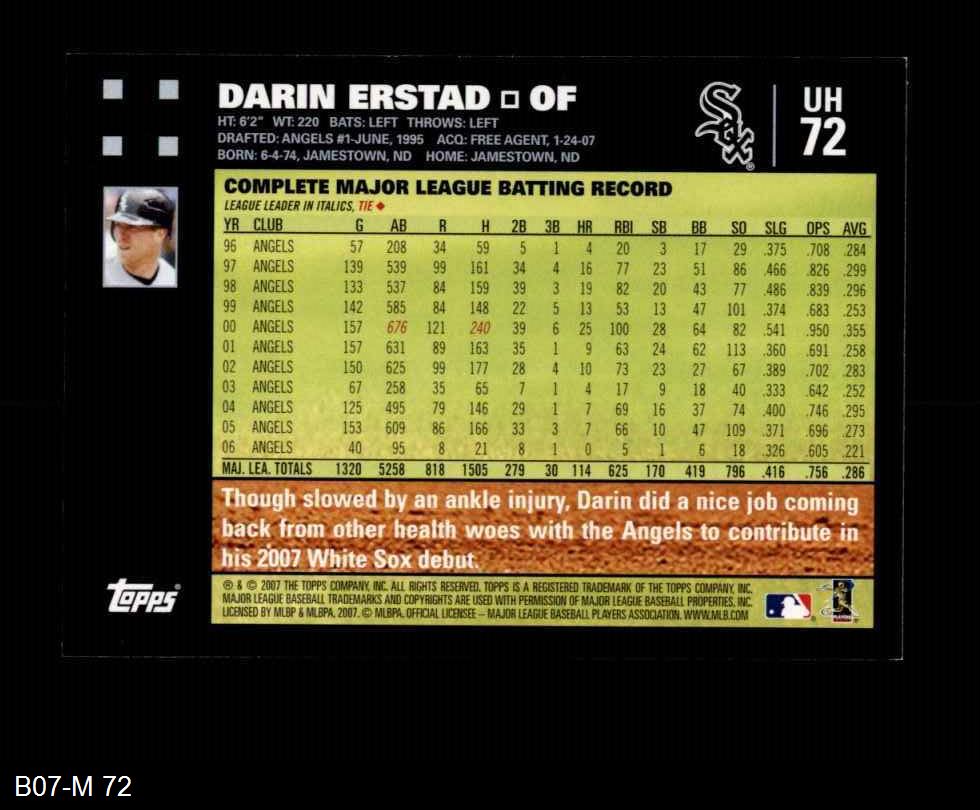 DARIN ERSTAD □ OF
HT: 6'2" WT: 220 BATS: LEFT THROWS: LEFT
DRAFTED: ANGELS #1-JUNE, 1995 ACQ: FREE AGENT, 1-24-07
BORN: 6-4-74, JAMESTOWN, ND HOME: JAMESTOWN, ND
Sox
UH
72
COMPLETE MAJOR LEAGUE BATTING RECORD
LEAGUE LEADER IN ITALICS, TIE ◆
YR CLUB G AB R H 2B 3B HR RBI SB BB SO SLG OPS AVG
96 ANGELS 57 208 34 59 5 1 4 20 3 17 29 .375 .708 .284
97 ANGELS 139 539 99 161 34 4 16 77 23 51 86 .466 .826 .299
98 ANGELS 133 537 84 159 39 3 19 82 20 43 77 .486 .839 .296
99 ANGELS 142 585 84 148 22 5 13 53 13 47 101 .374 .683 .253
00 ANGELS 157 676 121 240 39 6 25 100 28 64 82 .541 .950 .355
01 ANGELS 157 631 89 163 35 1 9 63 24 62 113 .360 .691 .258
02 ANGELS 150 625 99 177 28 4 10 73 23 27 67 .389 .702 .283
03 ANGELS 67 258 35 65 7 1 4 17 9 18 40 .333 .642 .252
04 ANGELS 125 495 79 146 29 1 7 69 16 37 74 .400 .746 .295
05 ANGELS 153 609 86 166 33 3 7 66 10 47 109 .371 .696 .273
06 ANGELS 40 95 8 21 8 1 0 5 1 6 18 .326 .605 .221
MAJ. LEA. TOTALS 1320 5258 818 1505 279 30 114 625 170 419 796 .416 .756 .286
Though slowed by an ankle injury, Darin did a nice job coming
back from other health woes with the Angels to contribute in
his 2007 White Sox debut.
Topps
® & © 2007 THE TOPPS COMPANY, INC. ALL RIGHTS RESERVED. TOPPS IS A REGISTERED TRADEMARK OF THE TOPPS COMPANY, INC.
MAJOR LEAGUE BASEBALL TRADEMARKS AND COPYRIGHTS ARE USED WITH PERMISSION OF MAJOR LEAGUE BASEBALL PROPERTIES, INC.
LICENSED BY MLBP & MLBPA, 2007. © MLBPA. OFFICIAL LICENSEE – MAJOR LEAGUE BASEBALL PLAYERS ASSOCIATION. WWW.MLB.COM
B07-M 72